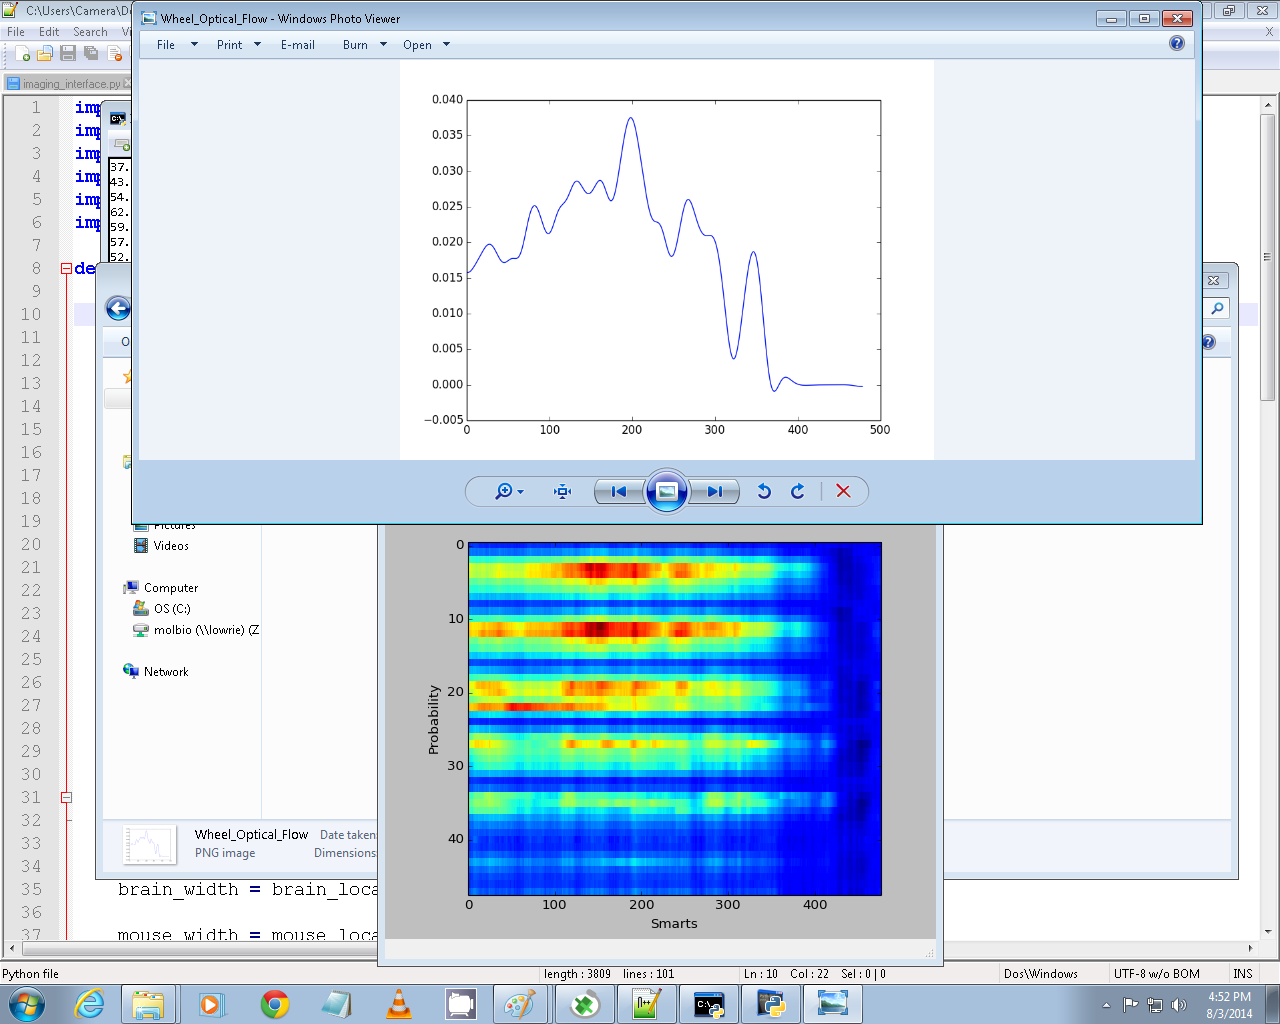 C:\Users\Camera\De
Wheel_Optical_Flow - Windows Photo Viewer
File Edit Search Vi
X
File Print E-mail Burn Open
imaging_interface.py
1 imp
2 imp
3 imp
4 imp
5 imp
6 imp
7
8 de
9
10
11
12
13
14
15
16
17
18
19
20
21
22
23
24
25
26
27
28
29
30
31
32
33
34
35 brain_width = brain_loca
36
37 mouse_width = mouse_loca
C:\
37.
43.
54.
62.
59.
57.
52.
O
0.040
0.035
0.030
0.025
0.020
0.015
0.010
0.005
0.000
−0.005
0 100 200 300 400 500
Pictures
Videos
Computer
OS (C:)
molbio (\\lowrie) (Z
Network
Wheel_Optical_Flow Date taken:
PNG image Dimensions:
0
10
20
30
40
Probability
0 100 200 300 400
Smarts
Python file length : 3809 lines : 101 Ln : 10 Col : 22 Sel : 0 | 0 Dos\Windows UTF-8 w/o BOM INS
4:52 PM
8/3/2014